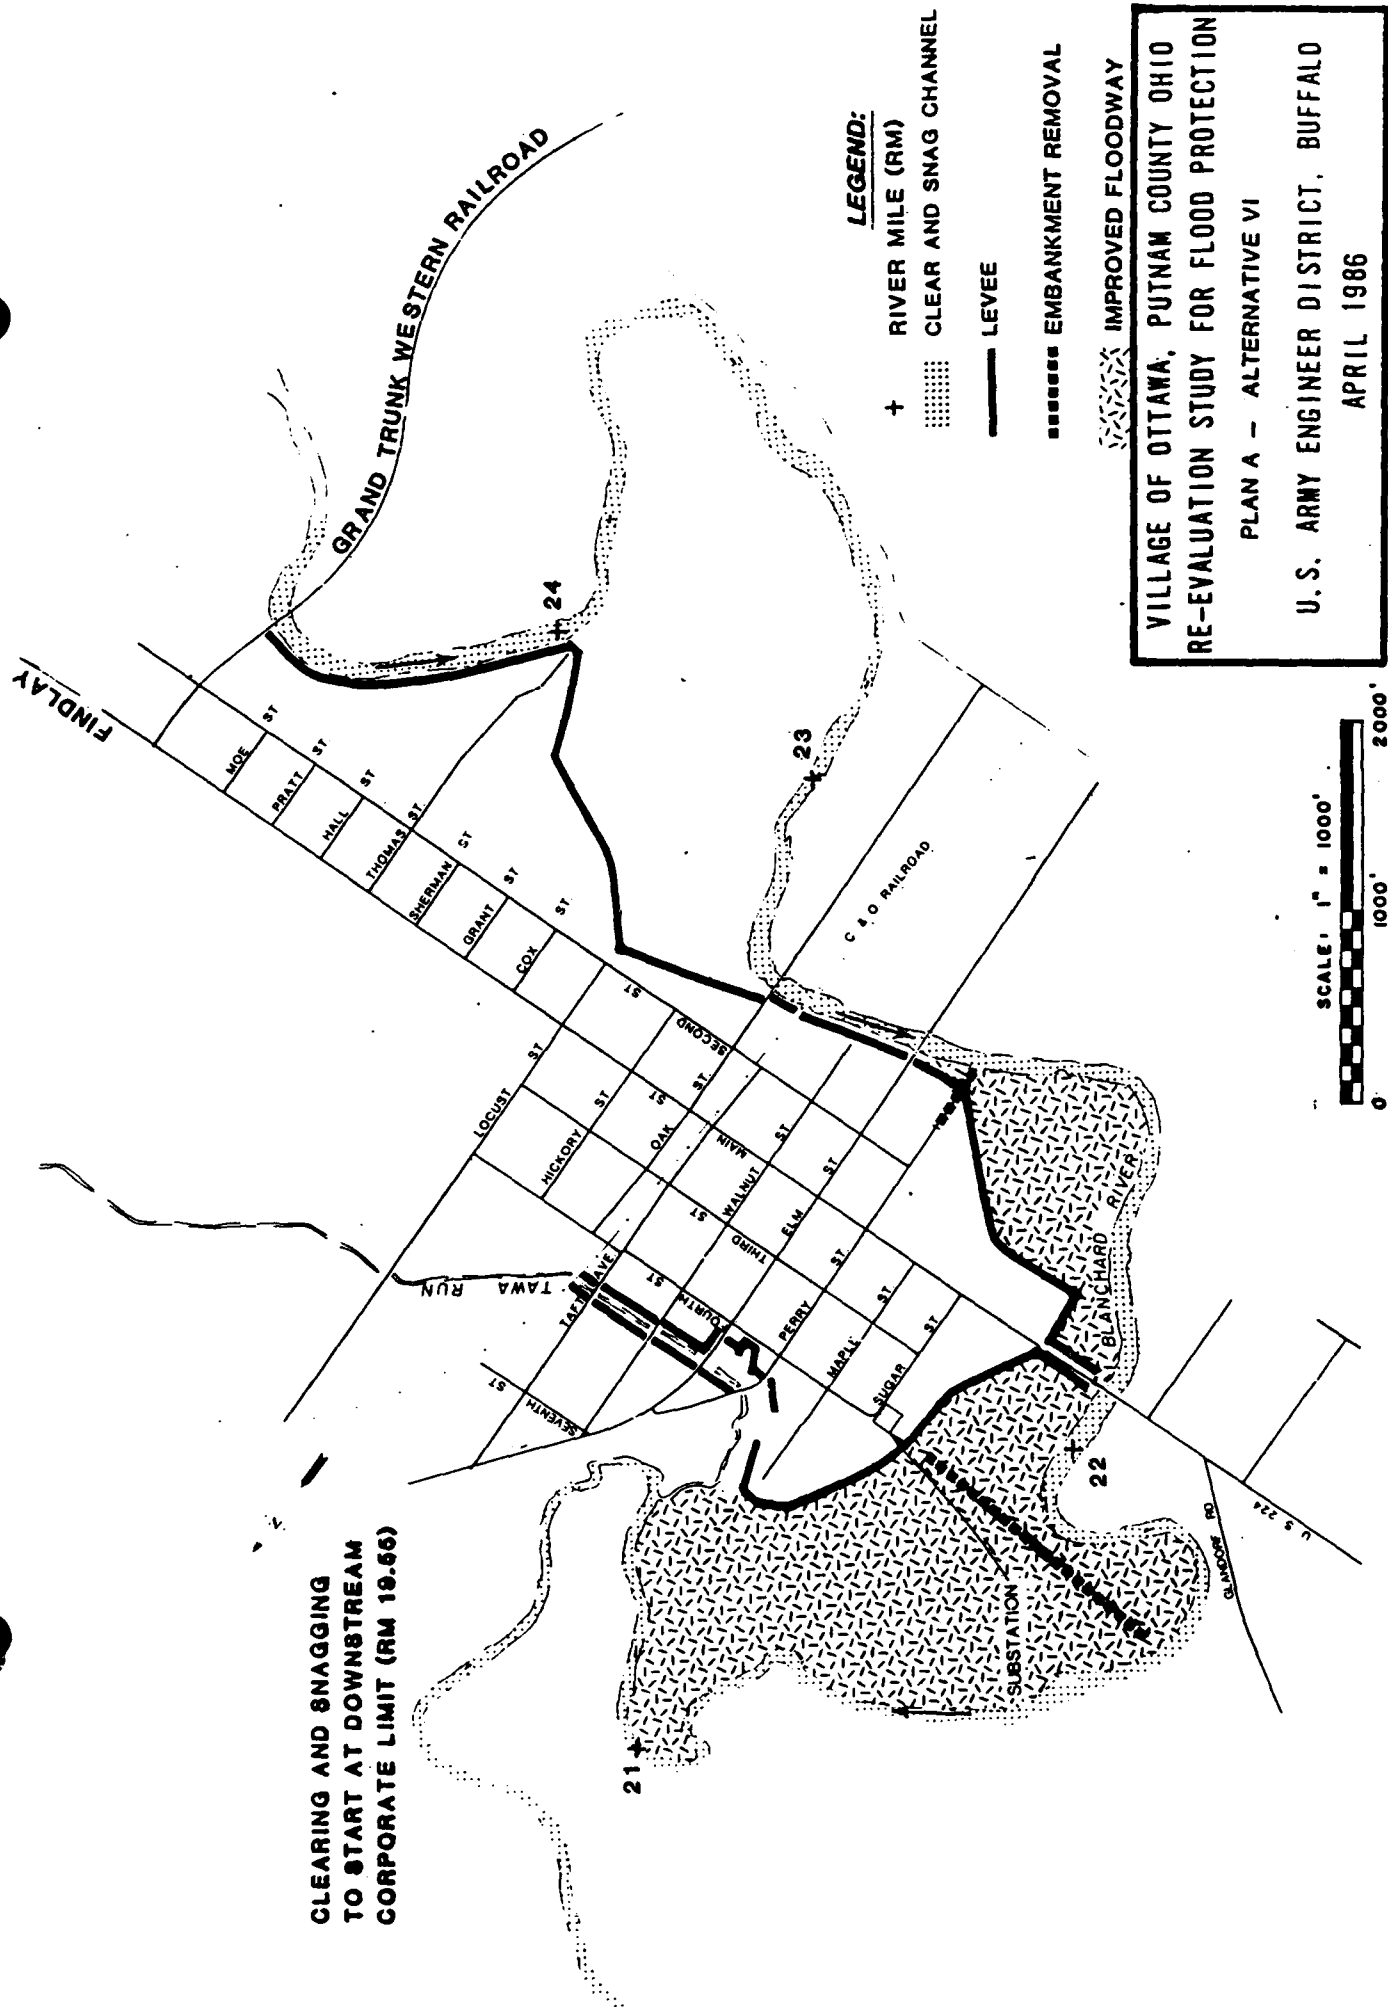 CLEARING AND SNAGGING
TO START AT DOWNSTREAM
CORPORATE LIMIT (RM 19.55)
FINDLAY
GRAND TRUNK WESTERN RAILROAD
MOE
ST
PRATT
ST
HALL
ST
THOMAS ST.
SHERMAN
ST
GRANT
ST
COX
ST
LOCUST
ST
HICKORY
ST
OAK
ST
SECOND
ST
MAIN
ST
WALNUT
ST
THIRD
ST
ELM
ST
FOURTH
ST
PERRY
ST
MAPLE
ST
SUGAR
ST
TAFT AVE
SEVENTH
ST
TAWA RUN
C & O RAILROAD
BLANCHARD
RIVER
SUBSTATION
GLANDORF RD
U S 224
21
22
23
24
LEGEND:
+ RIVER MILE (RM)
CLEAR AND SNAG CHANNEL
LEVEE
EMBANKMENT REMOVAL
IMPROVED FLOODWAY
SCALE: 1" = 1000'
0 1000' 2000'
VILLAGE OF OTTAWA, PUTNAM COUNTY OHIO
RE-EVALUATION STUDY FOR FLOOD PROTECTION
PLAN A - ALTERNATIVE VI
U.S. ARMY ENGINEER DISTRICT, BUFFALO
APRIL 1986